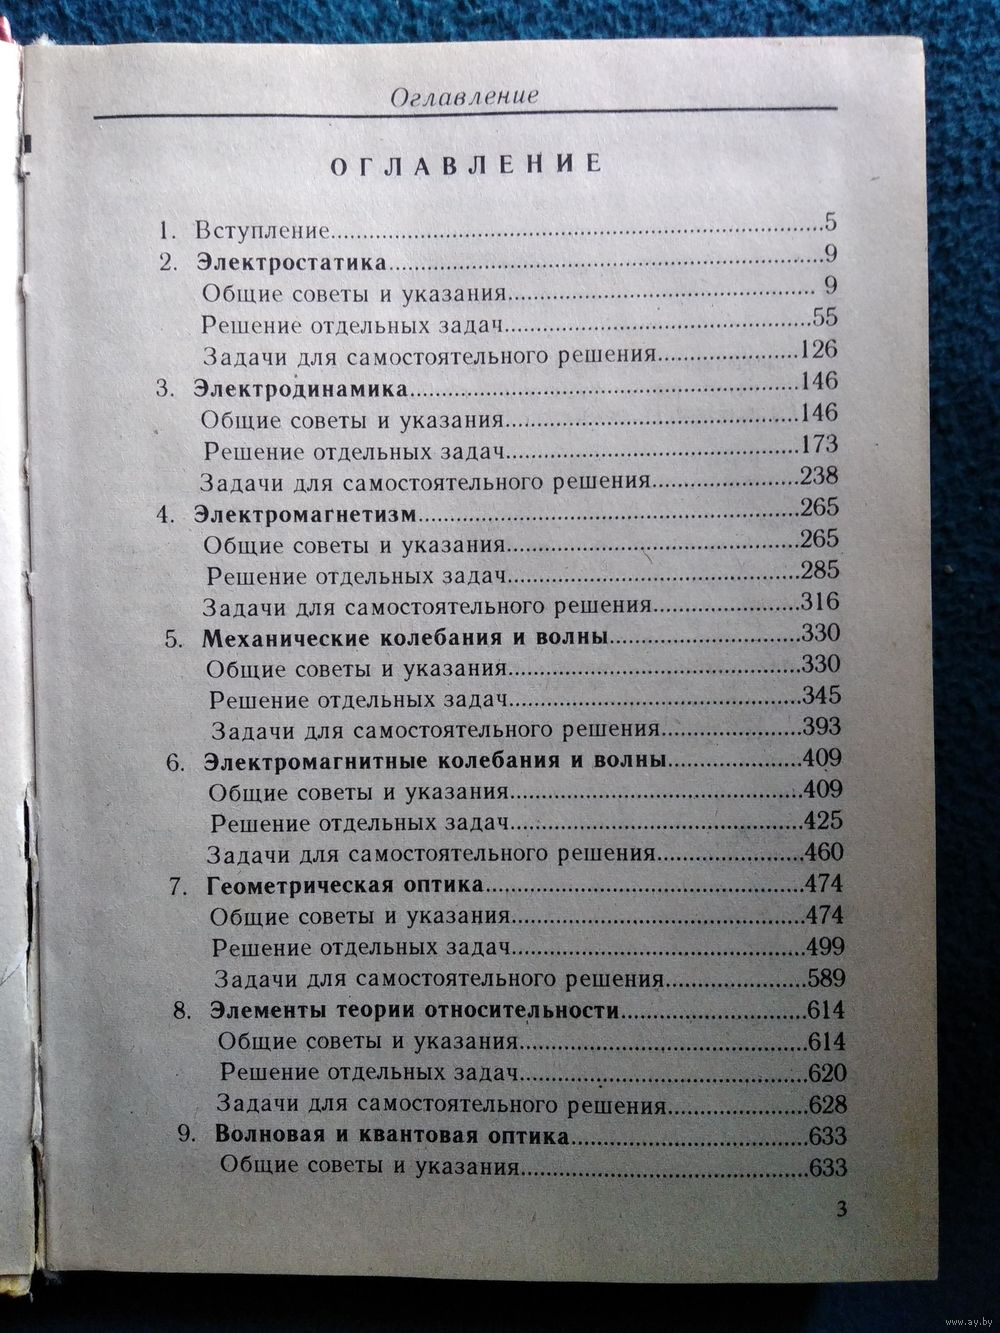 Оглавление
ОГЛАВЛЕНИЕ
1. Вступление.....5
2. Электростатика.....9
Общие советы и указания.....9
Решение отдельных задач.....55
Задачи для самостоятельного решения.....126
3. Электродинамика.....146
Общие советы и указания.....146
Решение отдельных задач.....173
Задачи для самостоятельного решения.....238
4. Электромагнетизм.....265
Общие советы и указания.....265
Решение отдельных задач.....285
Задачи для самостоятельного решения.....316
5. Механические колебания и волны.....330
Общие советы и указания.....330
Решение отдельных задач.....345
Задачи для самостоятельного решения.....393
6. Электромагнитные колебания и волны.....409
Общие советы и указания.....409
Решение отдельных задач.....425
Задачи для самостоятельного решения.....460
7. Геометрическая оптика.....474
Общие советы и указания.....474
Решение отдельных задач.....499
Задачи для самостоятельного решения.....589
8. Элементы теории относительности.....614
Общие советы и указания.....614
Решение отдельных задач.....620
Задачи для самостоятельного решения.....628
9. Волновая и квантовая оптика.....633
Общие советы и указания.....633
3
www.ay.by